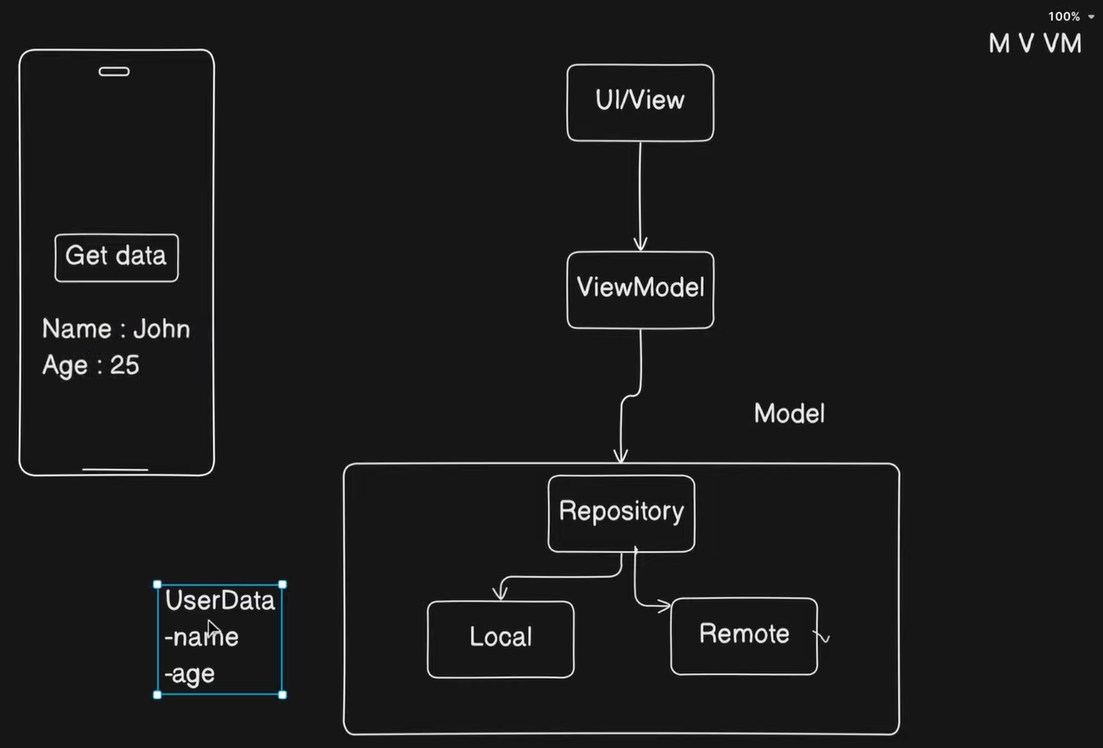 100%
M V VM
UI/View
Get data
ViewModel
Name : John
Age : 25
Model
Repository
UserData
-name
-age
Local
Remote